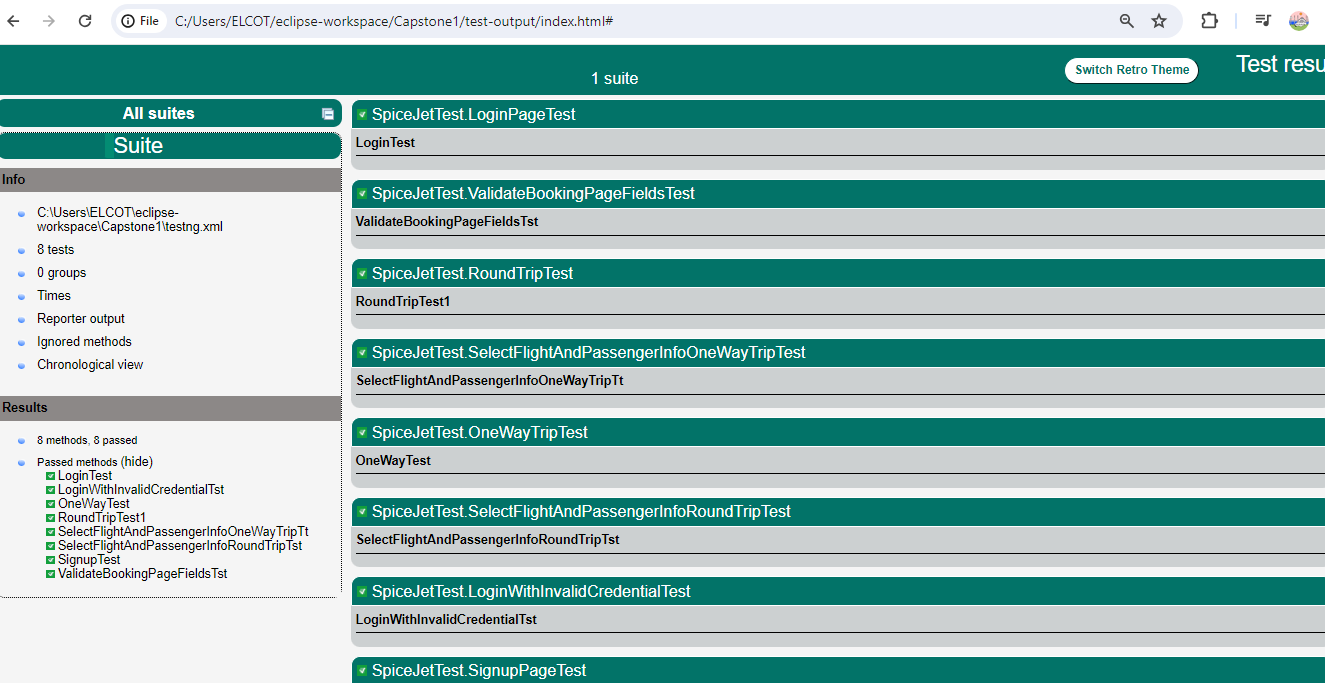 File
C:/Users/ELCOT/eclipse-workspace/Capstone1/test-output/index.html#
1 suite
Switch Retro Theme
Test resu
All suites
Suite
Info
C:\Users\ELCOT\eclipse-
workspace\Capstone1\testng.xml
8 tests
0 groups
Times
Reporter output
Ignored methods
Chronological view
Results
8 methods, 8 passed
Passed methods (hide)
LoginTest
LoginWithInvalidCredentialTst
OneWayTest
RoundTripTest1
SelectFlightAndPassengerInfoOneWayTripTt
SelectFlightAndPassengerInfoRoundTripTst
SignupTest
ValidateBookingPageFieldsTst
SpiceJetTest.LoginPageTest
LoginTest
SpiceJetTest.ValidateBookingPageFieldsTest
ValidateBookingPageFieldsTst
SpiceJetTest.RoundTripTest
RoundTripTest1
SpiceJetTest.SelectFlightAndPassengerInfoOneWayTripTest
SelectFlightAndPassengerInfoOneWayTripTt
SpiceJetTest.OneWayTripTest
OneWayTest
SpiceJetTest.SelectFlightAndPassengerInfoRoundTripTest
SelectFlightAndPassengerInfoRoundTripTst
SpiceJetTest.LoginWithInvalidCredentialTest
LoginWithInvalidCredentialTst
SpiceJetTest.SignupPageTest